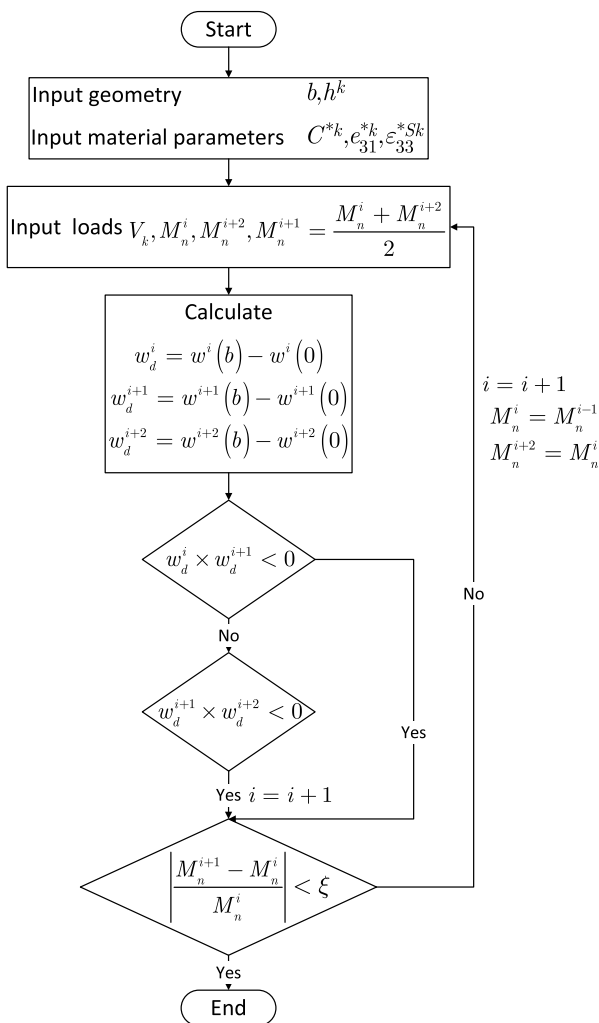 Start
Input geometry b,h^k
Input material parameters C^{*k},e_{31}^{*k},ε_{33}^{*Sk}
Input loads V_k,M_n^i,M_n^{i+2},M_n^{i+1} = \frac{M_n^i + M_n^{i+2}}{2}
Calculate
w_d^i = w^i(b) − w^i(0)
w_d^{i+1} = w^{i+1}(b) − w^{i+1}(0)
w_d^{i+2} = w^{i+2}(b) − w^{i+2}(0)
i = i + 1
M_n^i = M_n^{i-1}
M_n^{i+2} = M_n^i
w_d^i × w_d^{i+1} < 0
No
No
w_d^{i+1} × w_d^{i+2} < 0
Yes
Yes i = i + 1
|\frac{M_n^{i+1} − M_n^i}{M_n^i}| < ξ
Yes
End